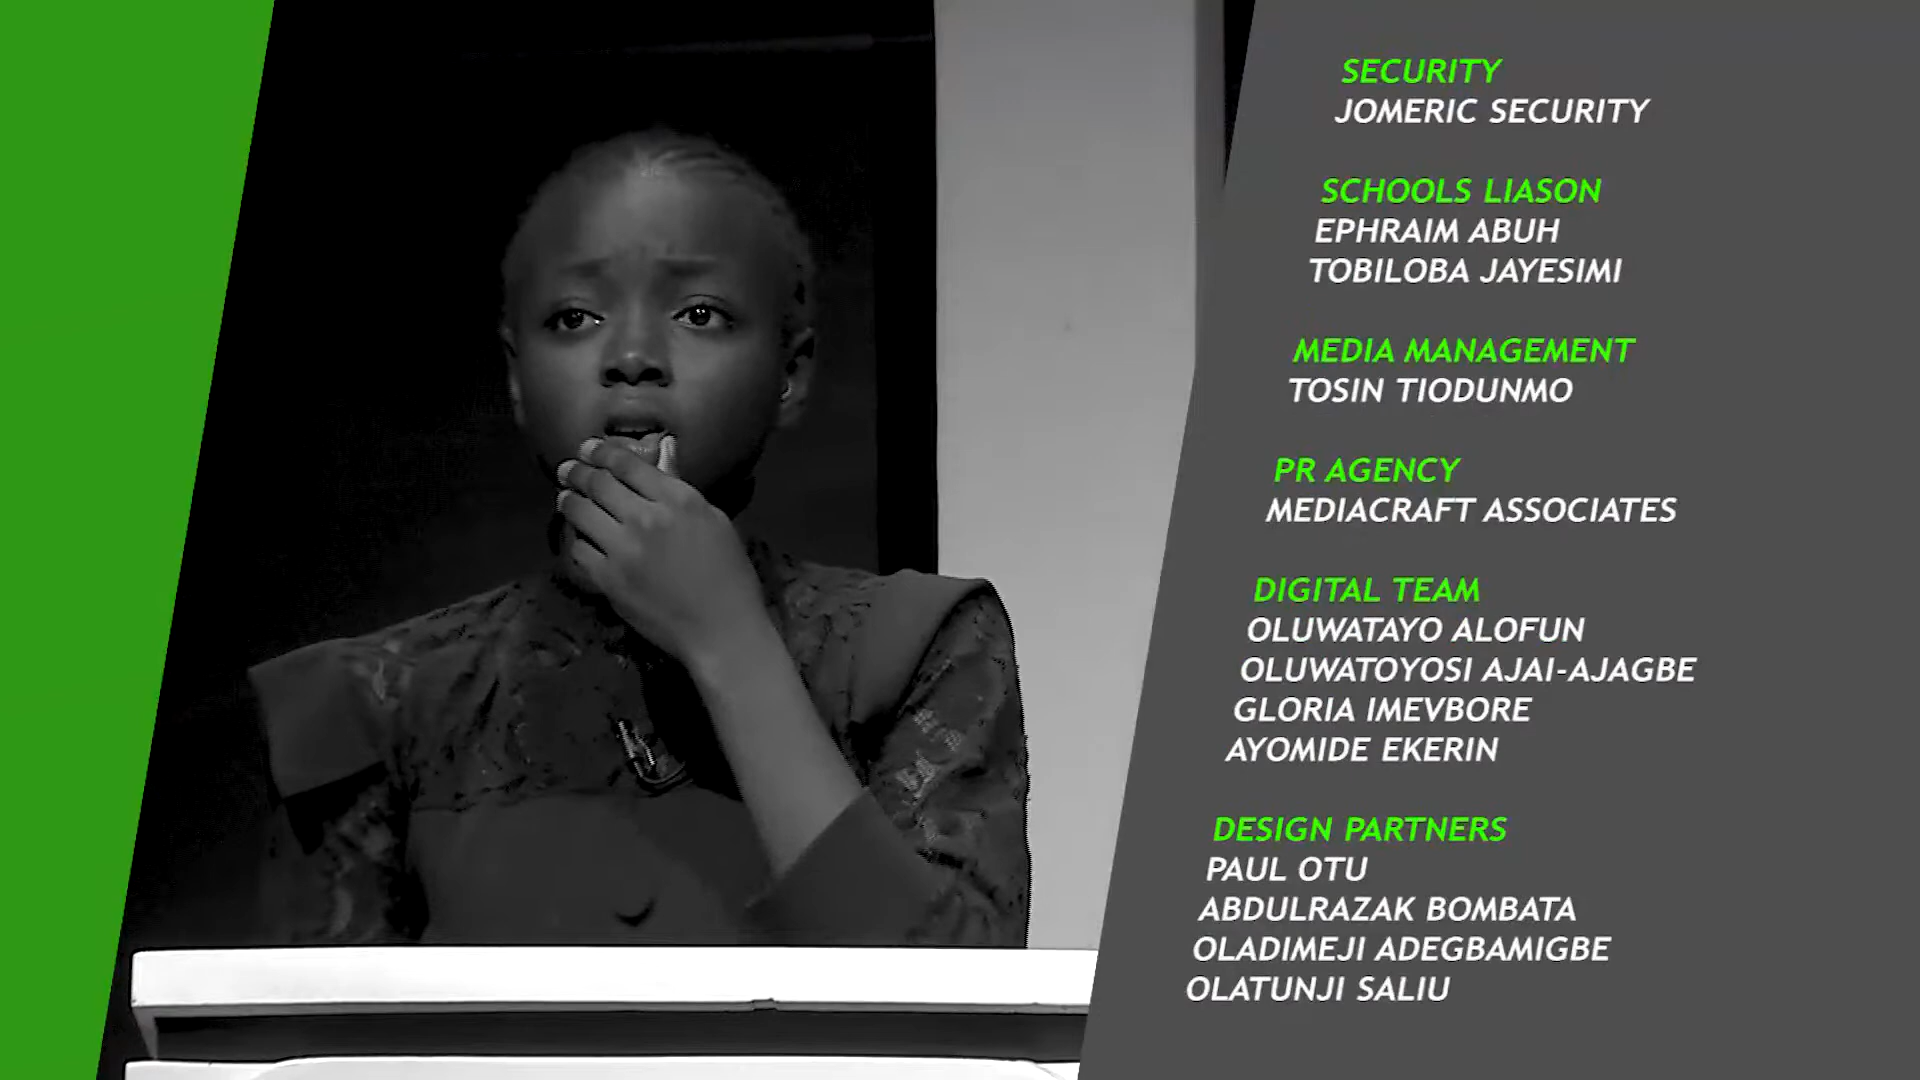 SECURITY
JOMERIC SECURITY
SCHOOLS LIASON
EPHRAIM ABUH
TOBILOBA JAYESIMI
MEDIA MANAGEMENT
TOSIN TIODUNMO
PR AGENCY
MEDIACRAFT ASSOCIATES
DIGITAL TEAM
OLUWATAYO ALOFUN
OLUWATOYOSI AJAI-AJAGBE
GLORIA IMEVBORE
AYOMIDE EKERIN
DESIGN PARTNERS
PAUL OTU
ABDULRAZAK BOMBATA
OLADIMEJI ADEGBAMIGBE
OLATUNJI SALIU